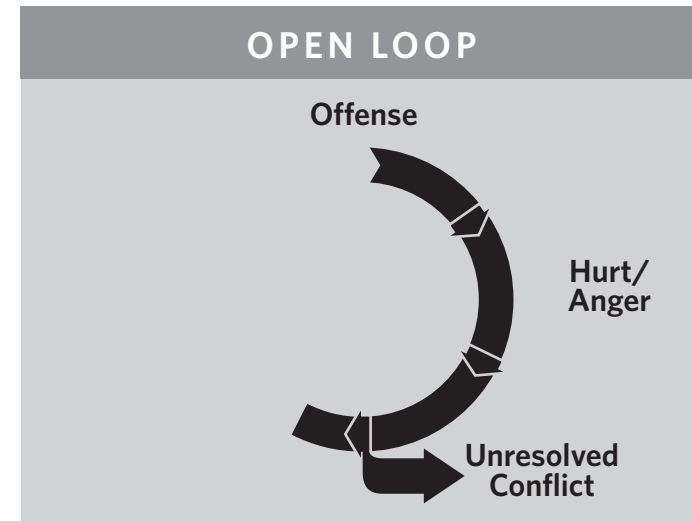 OPEN LOOP
Offense
Hurt/
Anger
Unresolved
Conflict